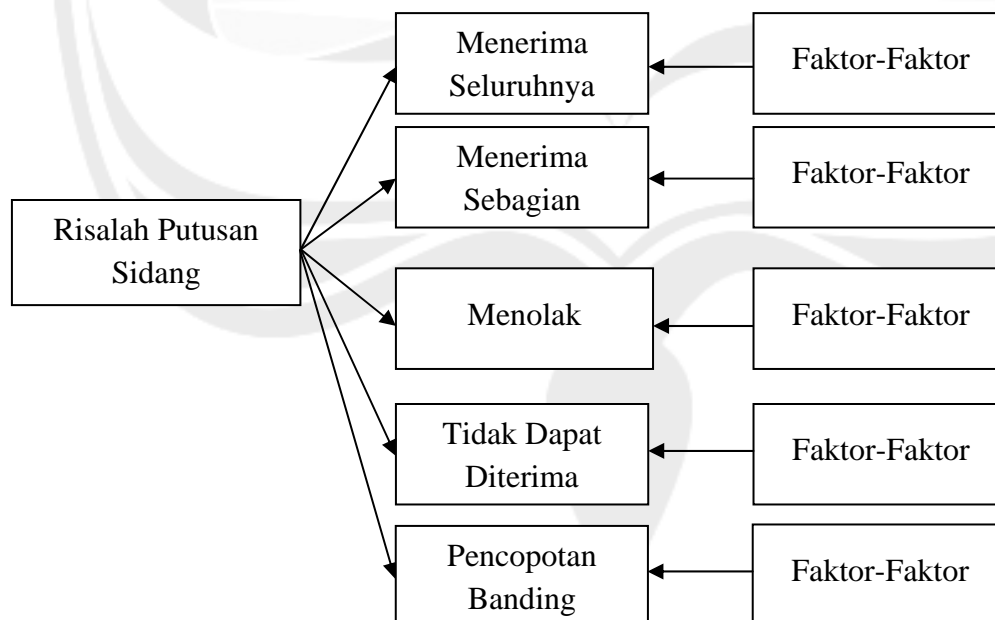 Menerima
Seluruhnya
Faktor-Faktor
Menerima
Sebagian
Faktor-Faktor
Risalah Putusan
Sidang
Menolak
Faktor-Faktor
Tidak Dapat
Diterima
Faktor-Faktor
Pencopotan
Banding
Faktor-Faktor